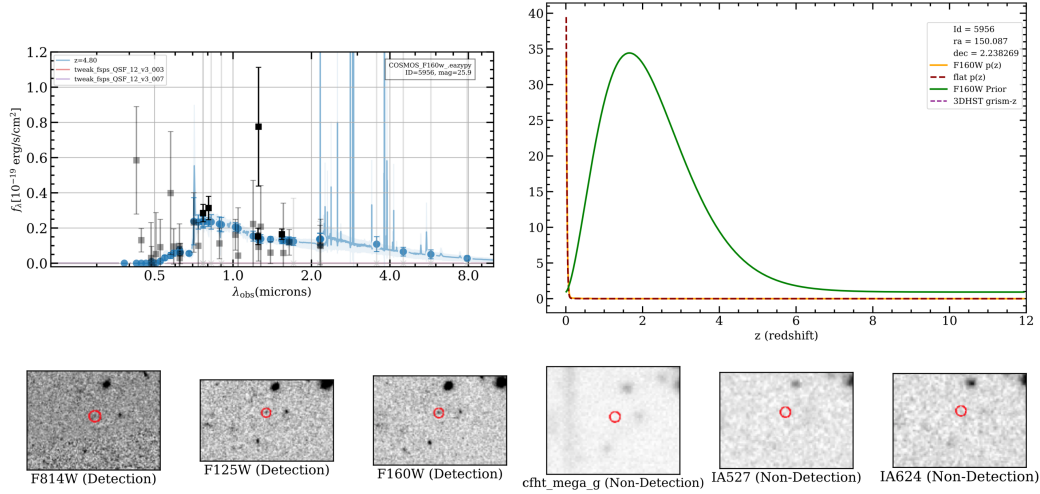 z=4.80
tweak_fsps_QSF_12_v3_003
tweak_fsps_QSF_12_v3_007
COSMOS_F160w_.eazypy
ID=5956, mag=25.9
1.2
1.0
0.8
0.6
0.4
0.2
0.0
f_λ[10^-19 erg/s/cm²]
0.5 1.0 2.0 4.0 8.0
λ_obs(microns)
Id = 5956
ra = 150.087
dec = 2.238269
F160W p(z)
flat p(z)
F160W Prior
3DHST grism-z
40
35
30
25
20
15
10
5
0
0 2 4 6 8 10 12
z (redshift)
F814W (Detection)
F125W (Detection)
F160W (Detection)
cfht_mega_g (Non-Detection)
IA527 (Non-Detection)
IA624 (Non-Detection)